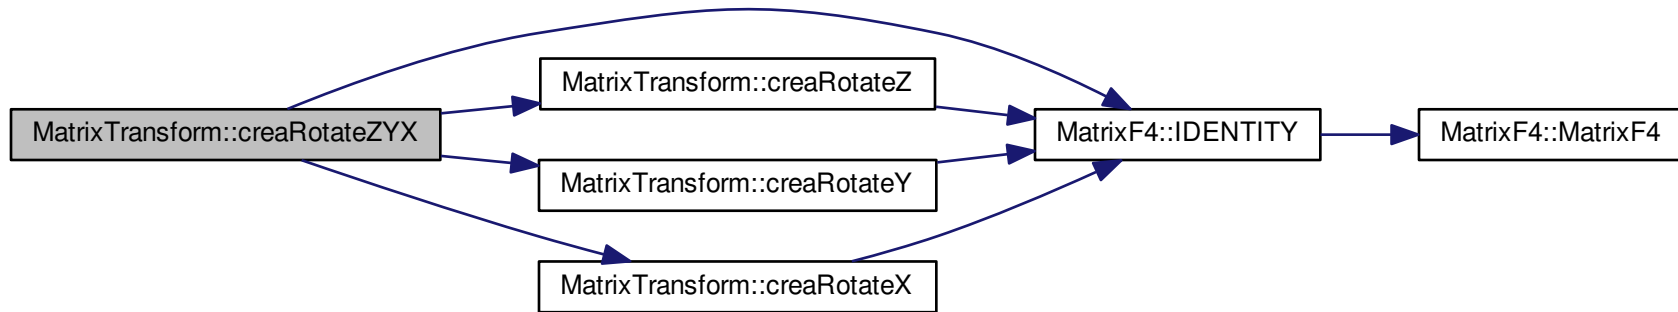 MatrixTransform::creaRotateZYX
MatrixTransform::creaRotateZ
MatrixTransform::creaRotateY
MatrixTransform::creaRotateX
MatrixF4::IDENTITY
MatrixF4::MatrixF4